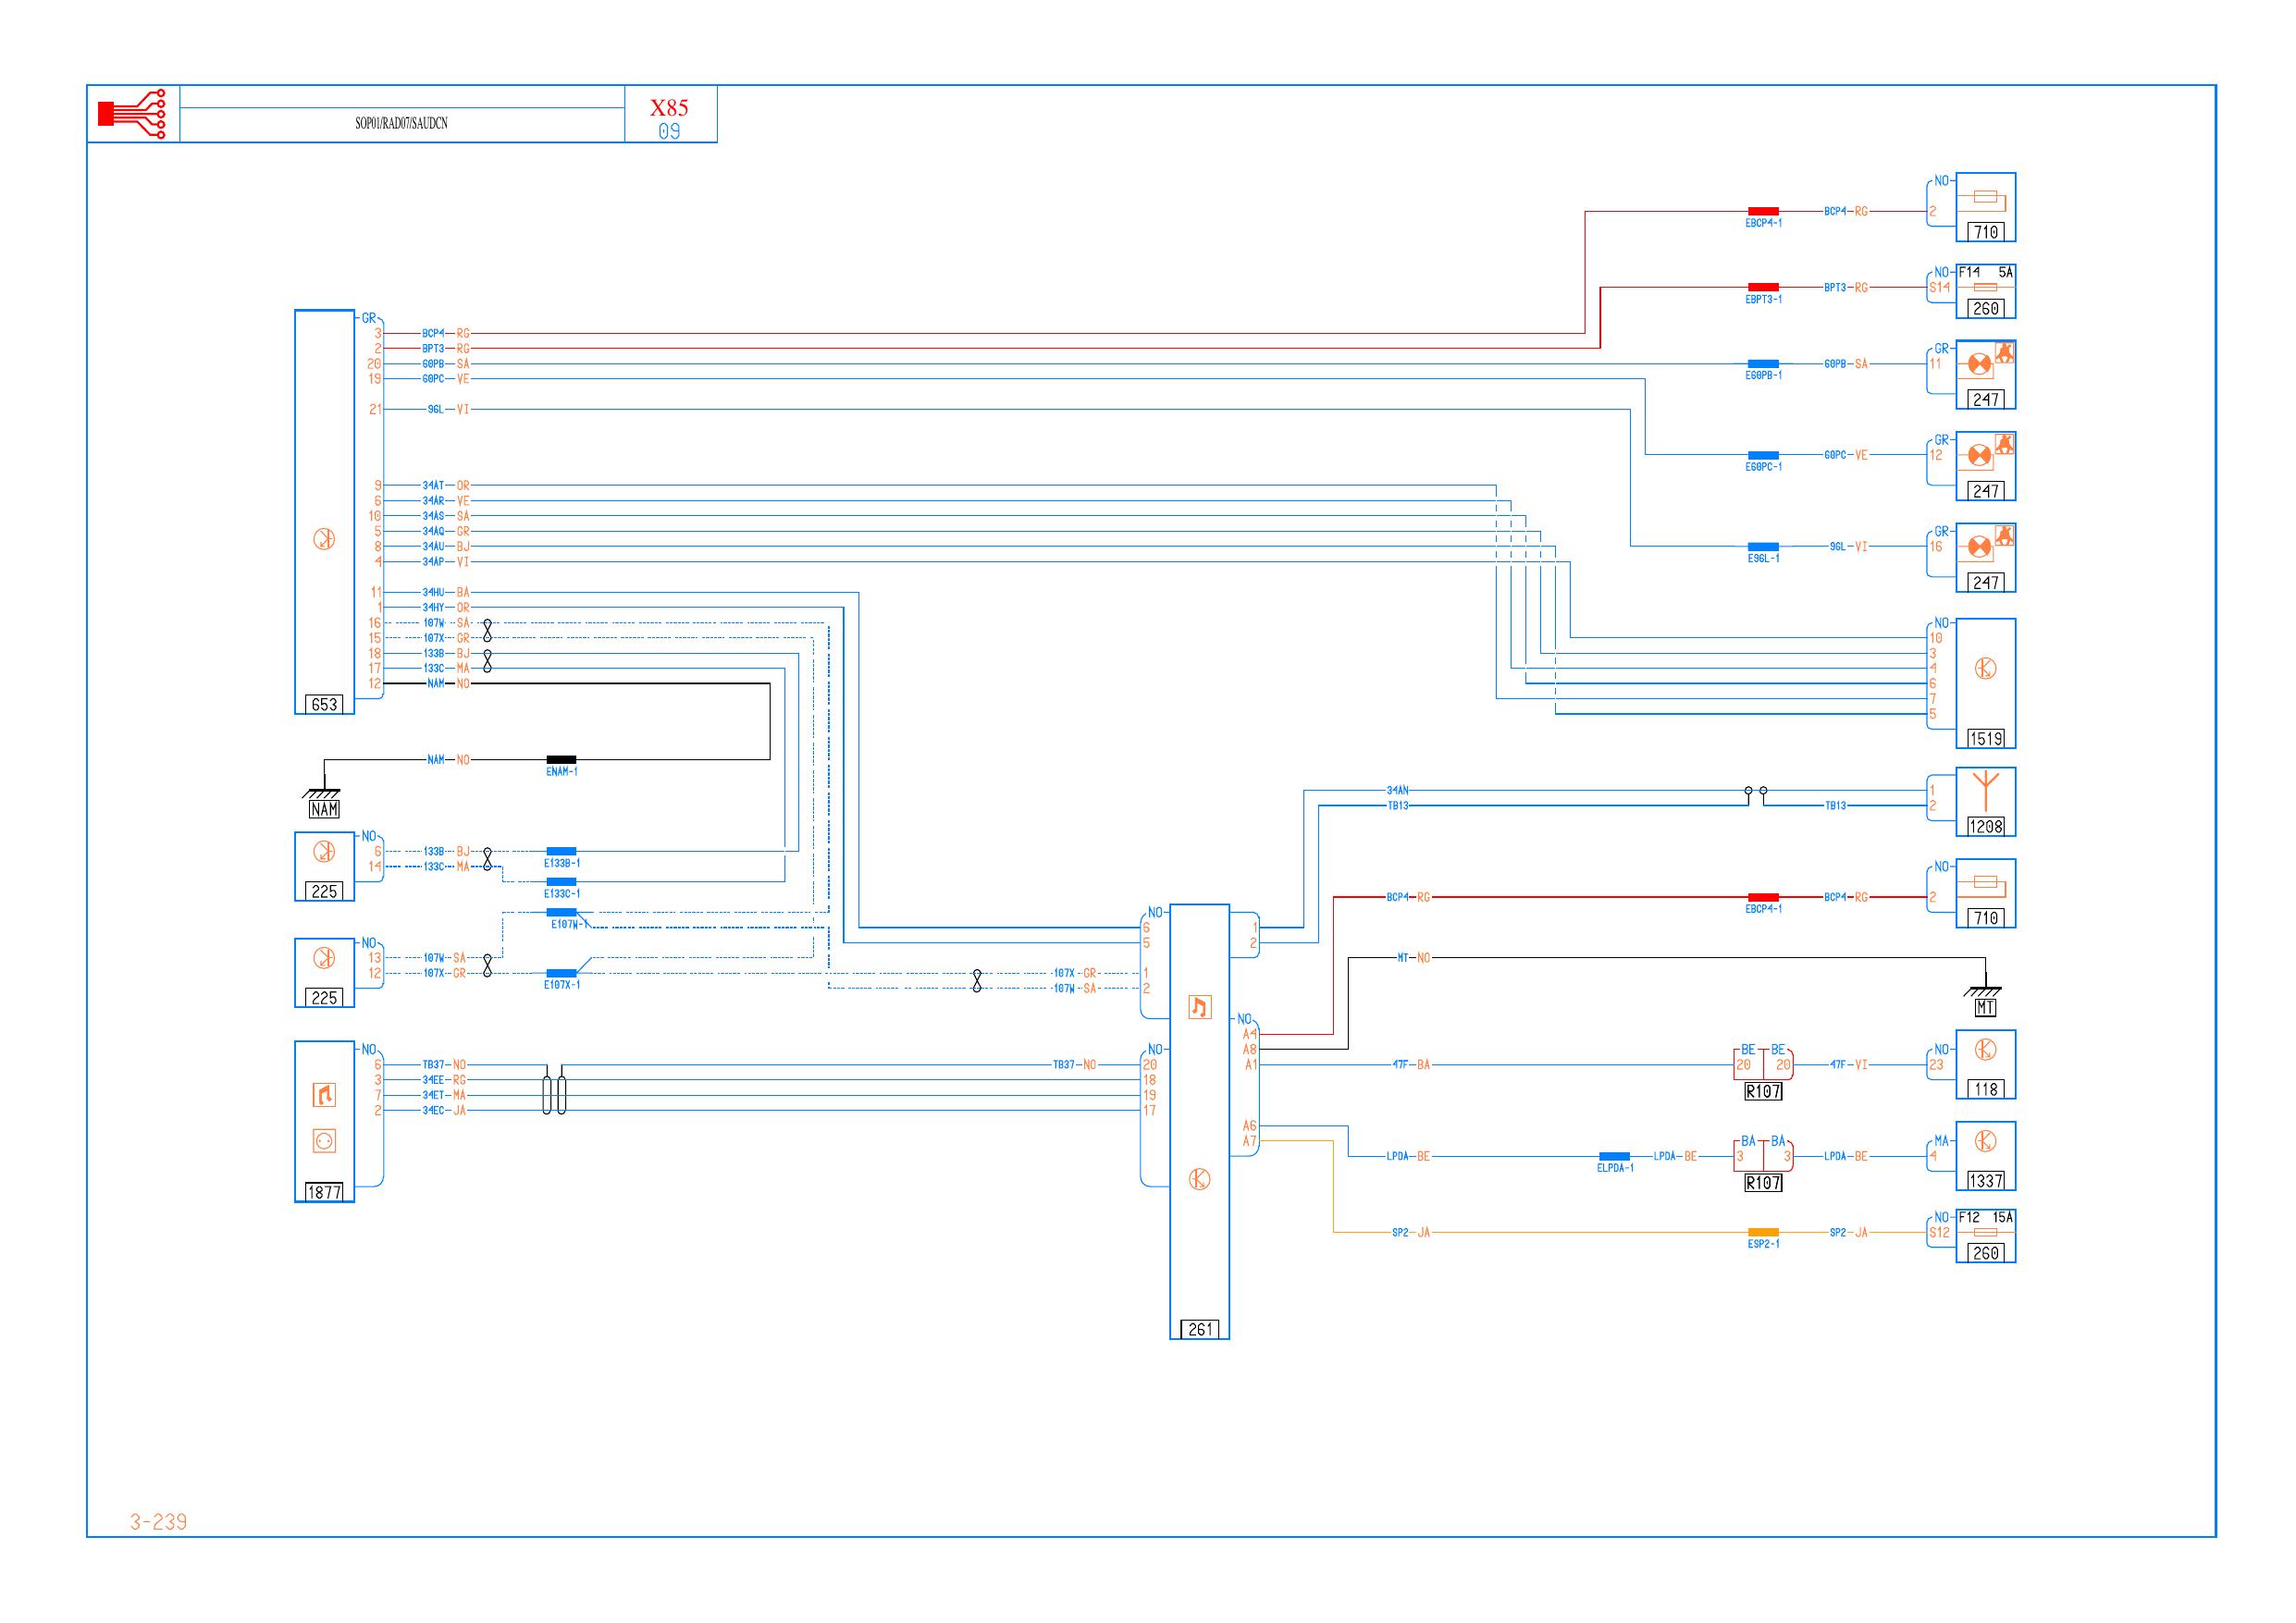 SOP01/RAD07/SAUDCN
X85
09
NO
2 BCP4 RG EBCP4-1
710
NO F14 5A
S14 BPT3 RG EBPT3-1
260
GR
11 60PB SA E60PB-1
247
GR
12 60PC VE E60PC-1
247
GR
16 96L VI E96L-1
247
NO
10
3
4
6
7
5
1519
GR
3 BCP4 RG
2 BPT3 RG
20 60PB SA
19 60PC VE
21 96L VI
9 34AT OR
6 34AR VE
10 34AS SA
5 34AQ GR
8 34AU BJ
4 34AP VI
11 34HU BA
1 34HY OR
16 107W SA
15 107X GR
18 133B BJ
17 133C MA
12 NAM NO
653
NAM NO
ENAM-1
NAM
NO
6 133B BJ
E133B-1
14 133C MA
E133C-1
225
E107W-1
NO
13 107W SA
12 107X GR
E107X-1
225
NO
6 TB37 NO
3 34EE RG
7 34ET MA
2 34EC JA
1877
NO
6
5
107X GR 1
107W SA 2
NO
TB37 NO 20
18
19
17
261
1
2
NO
A4
A8
A1
A6
A7
34AN 1
TB13 TB13 2
1208
NO
BCP4 RG EBCP4-1 BCP4 RG 2
710
MT NO
MT
BE BE NO
47F BA 20 20 47F VI 23
R107 118
BA BA MA
LPDA BE ELPDA-1 LPDA BE 3 3 LPDA BE 4
R107 1337
NO F12 15A
SP2 JA ESP2-1 SP2 JA S12
260
3-239